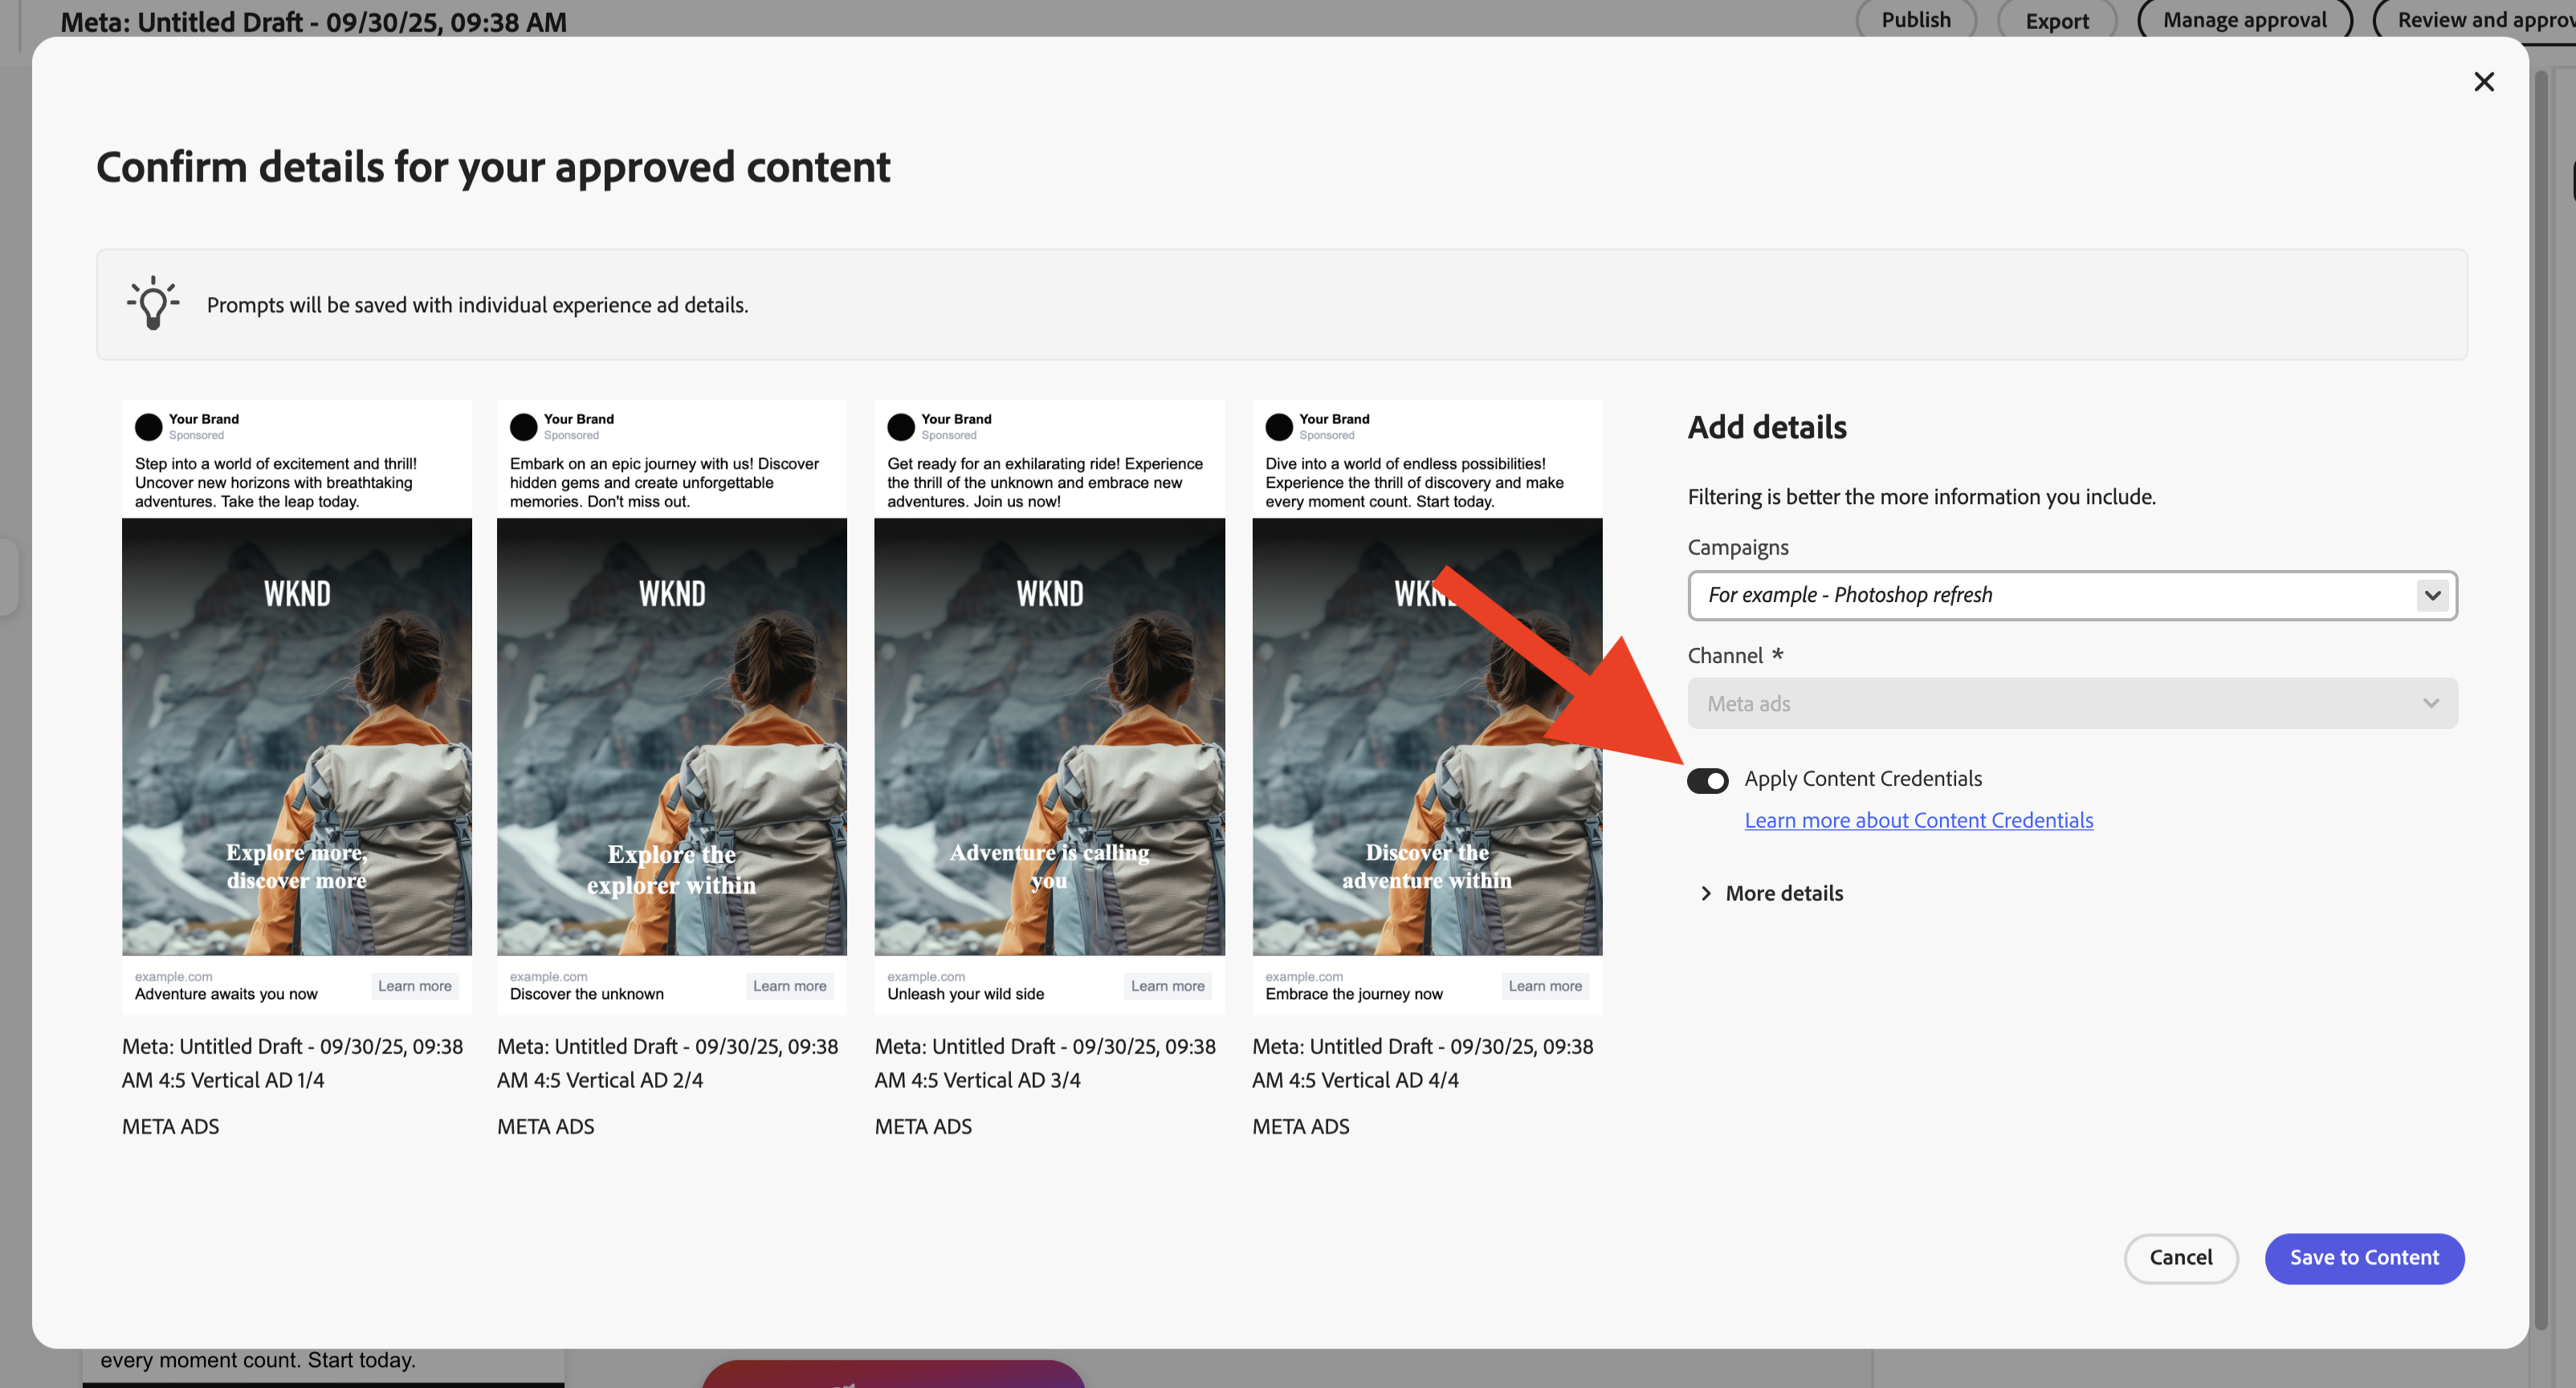 Meta: Untitled Draft - 09/30/25, 09:38 AM
Publish
Export
Manage approval
Review and approv
Confirm details for your approved content
Prompts will be saved with individual experience ad details.
Your Brand
Sponsored
Step into a world of excitement and thrill!
Uncover new horizons with breathtaking
adventures. Take the leap today.
WKND
Explore more,
discover more
example.com
Adventure awaits you now
Learn more
Meta: Untitled Draft - 09/30/25, 09:38
AM 4:5 Vertical AD 1/4
META ADS
Your Brand
Sponsored
Embark on an epic journey with us! Discover
hidden gems and create unforgettable
memories. Don't miss out.
WKND
Explore the
explorer within
example.com
Discover the unknown
Learn more
Meta: Untitled Draft - 09/30/25, 09:38
AM 4:5 Vertical AD 2/4
META ADS
Your Brand
Sponsored
Get ready for an exhilarating ride! Experience
the thrill of the unknown and embrace new
adventures. Join us now!
WKND
Adventure is calling
you
example.com
Unleash your wild side
Learn more
Meta: Untitled Draft - 09/30/25, 09:38
AM 4:5 Vertical AD 3/4
META ADS
Your Brand
Sponsored
Dive into a world of endless possibilities!
Experience the thrill of discovery and make
every moment count. Start today.
WKN
Discover the
adventure within
example.com
Embrace the journey now
Learn more
Meta: Untitled Draft - 09/30/25, 09:38
AM 4:5 Vertical AD 4/4
META ADS
Add details
Filtering is better the more information you include.
Campaigns
For example - Photoshop refresh
Channel *
Meta ads
Apply Content Credentials
Learn more about Content Credentials
More details
Cancel
Save to Content
every moment count. Start today.